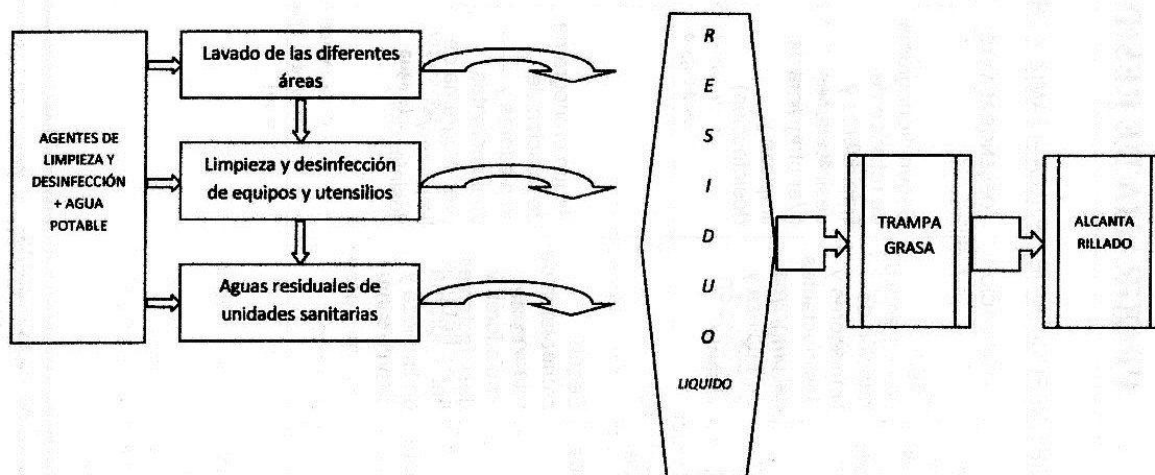 AGENTES DE
LIMPIEZA Y
DESINFECCIÓN
+ AGUA
POTABLE
Lavado de las diferentes
áreas
Limpieza y desinfección
de equipos y utensilios
Aguas residuales de
unidades sanitarias
R
E
S
I
D
U
O
LIQUIDO
TRAMPA
GRASA
ALCANTA
RILLADO